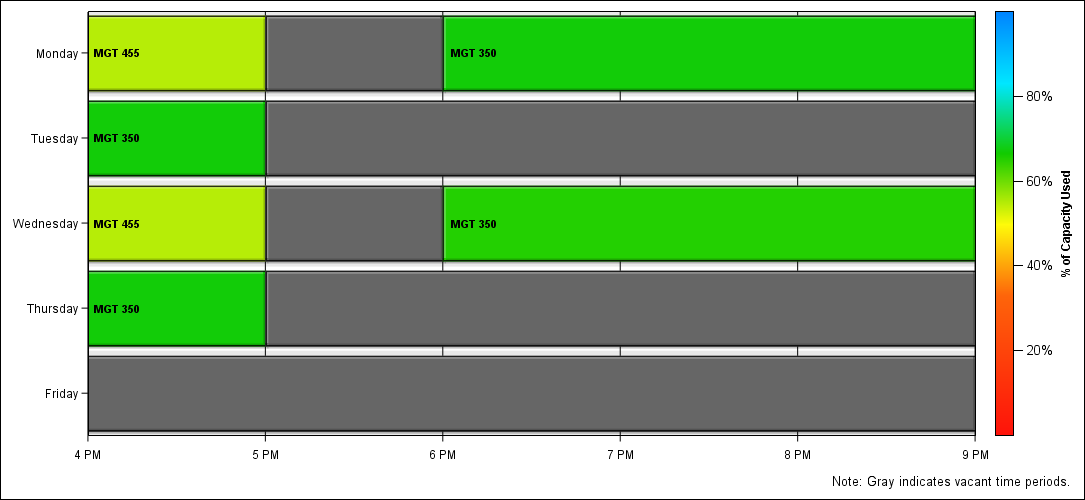 Monday
MGT 455
MGT 350
Tuesday
MGT 350
Wednesday
MGT 455
MGT 350
Thursday
MGT 350
Friday
4 PM
5 PM
6 PM
7 PM
8 PM
9 PM
80%
60%
40%
20%
% of Capacity Used
Note: Gray indicates vacant time periods.